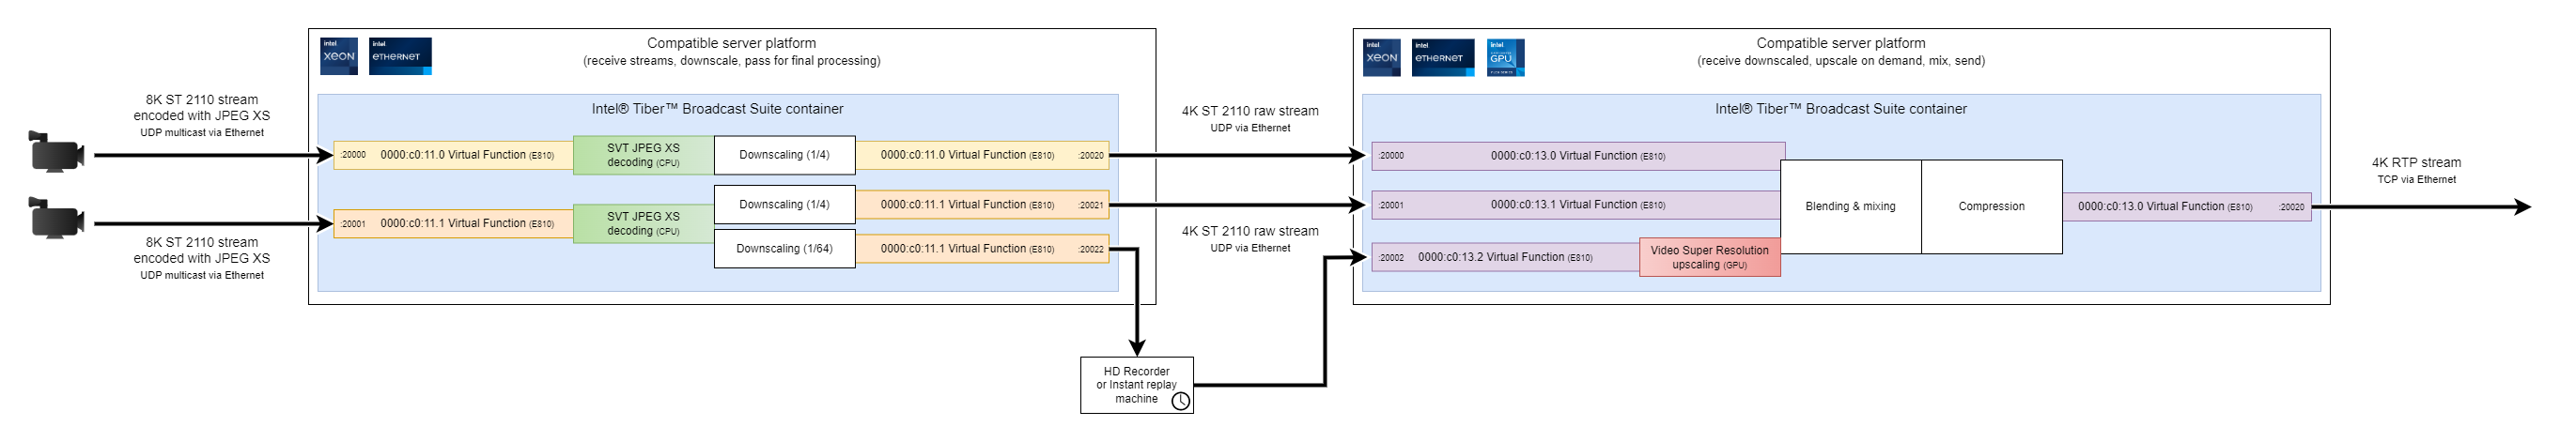 8K ST 2110 stream
encoded with JPEG XS
UDP multicast via Ethernet
8K ST 2110 stream
encoded with JPEG XS
UDP multicast via Ethernet
intel
XEON
intel
ETHERNET
Compatible server platform
(receive streams, downscale, pass for final processing)
Intel® Tiber™ Broadcast Suite container
:20000 0000:c0:11.0 Virtual Function (E810)
SVT JPEG XS
decoding (CPU)
Downscaling (1/4)
0000:c0:11.0 Virtual Function (E810) :20020
:20001 0000:c0:11.1 Virtual Function (E810)
SVT JPEG XS
decoding (CPU)
Downscaling (1/4)
0000:c0:11.1 Virtual Function (E810) :20021
Downscaling (1/64)
0000:c0:11.1 Virtual Function (E810) :20022
HD Recorder
or Instant replay
machine
4K ST 2110 raw stream
UDP via Ethernet
4K ST 2110 raw stream
UDP via Ethernet
intel
XEON
intel
ETHERNET
intel
GPU
Compatible server platform
(receive downscaled, upscale on demand, mix, send)
Intel® Tiber™ Broadcast Suite container
:20000 0000:c0:13.0 Virtual Function (E810)
:20001 0000:c0:13.1 Virtual Function (E810)
:20002 0000:c0:13.2 Virtual Function (E810)
Video Super Resolution
upscaling (GPU)
Blending & mixing
Compression
0000:c0:13.0 Virtual Function (E810) :20020
4K RTP stream
TCP via Ethernet